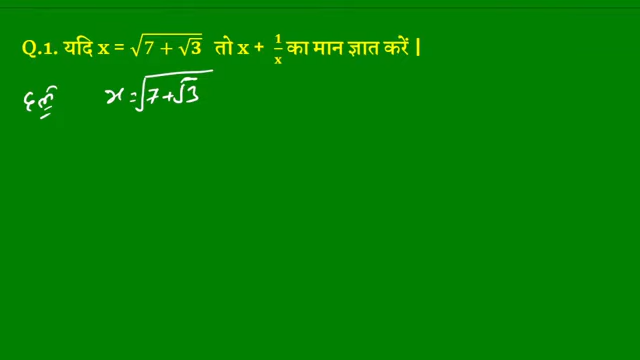 Q.1. यदि x = √(7 + √3) तो x + 1/x का मान ज्ञात करें |
हल x = √(7 + √3)